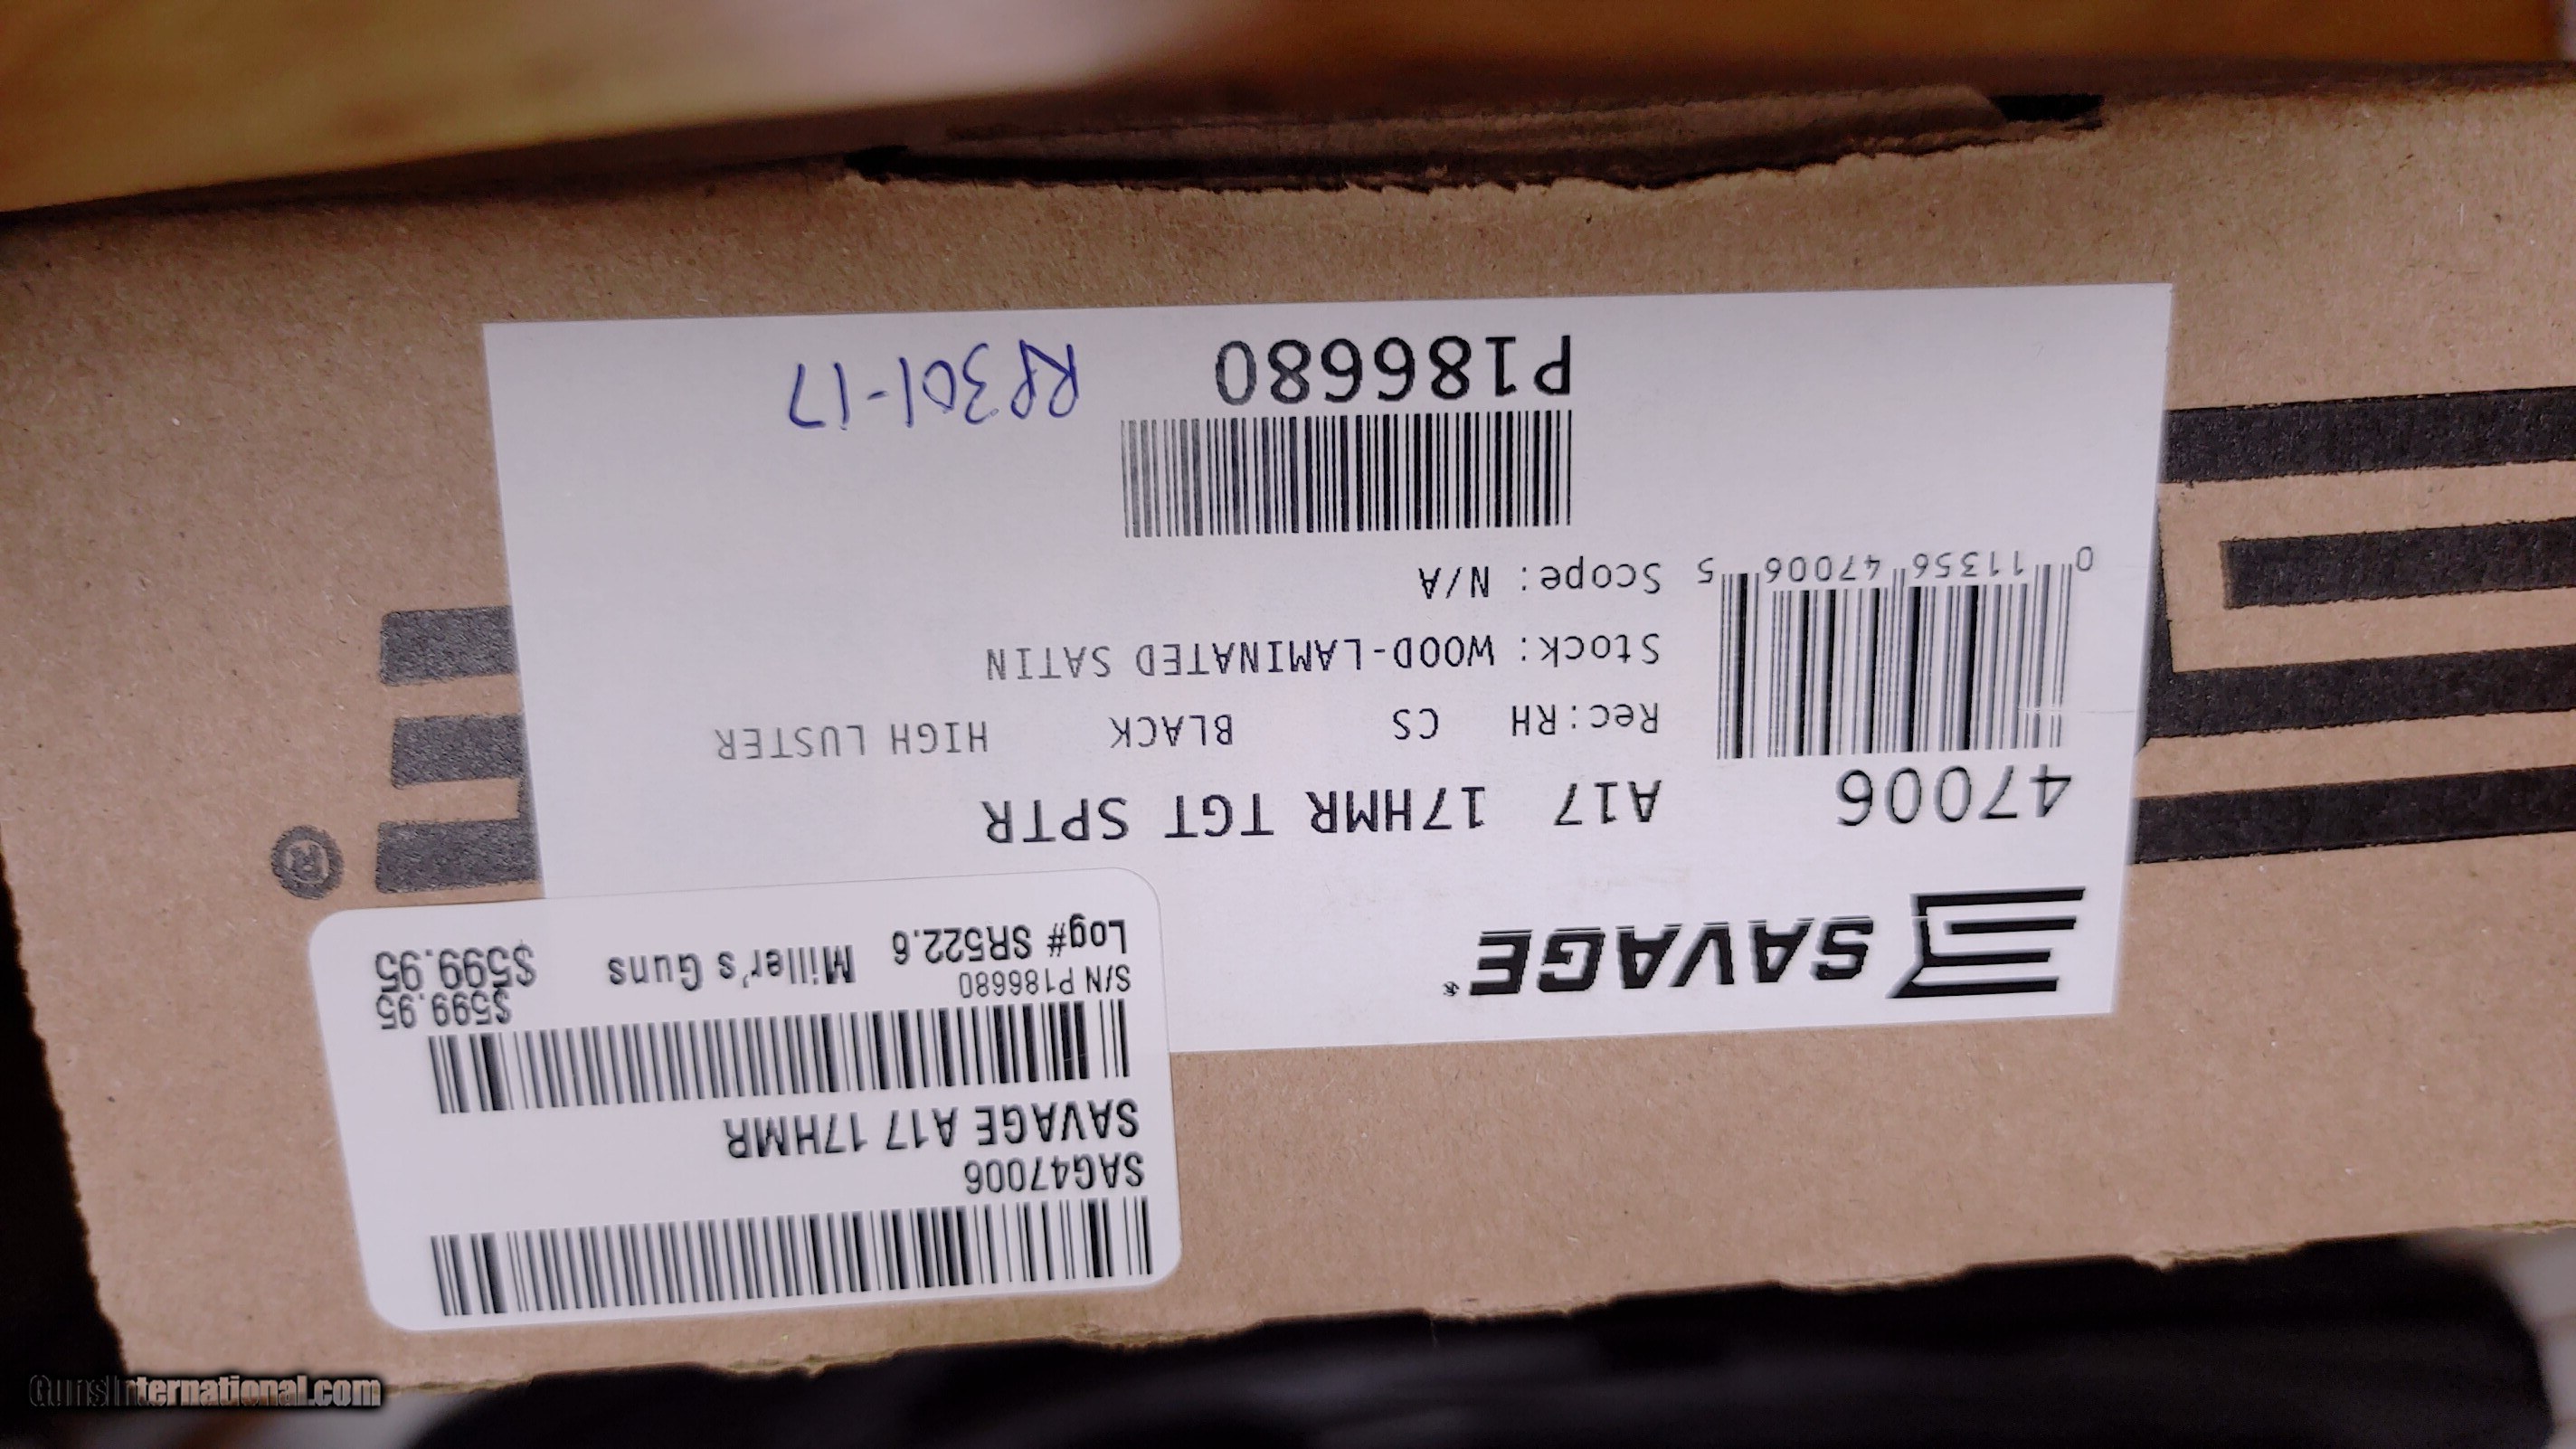 SAG47006
SAVAGE A17 17HMR
S/N P186680
$599.95
Log# SR522.6 Miller's Guns $599.95
SAVAGE®
47006 A17 17HMR TGT SPTR
Rec:RH CS BLACK HIGH LUSTER
Stock: WOOD-LAMINATED SATIN
0 11356 47006 5 Scope: N/A
P186680 RP301-17
®
GunsInternational.com